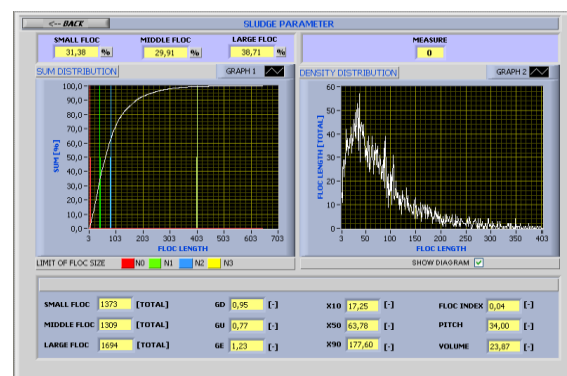 <-- BACK
SLUDGE PARAMETER
SMALL FLOC MIDDLE FLOC LARGE FLOC
31,38 % 29,91 % 38,71 %
MEASURE
0
SUM DISTRIBUTION GRAPH 1
100,0
90,0
80,0
70,0
60,0
50,0
40,0
30,0
20,0
10,0
0,0
SUM [%]
3 103 203 303 403 503 603 703
FLOC LENGTH
LIMIT OF FLOC SIZE N0 N1 N2 N3
DENSITY DISTRIBUTION GRAPH 2
60
50
40
30
20
10
0
FLOC LENGTH [TOTAL]
3 50 100 150 200 250 300 350 403
FLOC LENGTH
SHOW DIAGRAM
SMALL FLOC 1373 [TOTAL] GD 0,95 [-] X10 17,25 [-] FLOC INDEX 0,04 [-]
MIDDLE FLOC 1309 [TOTAL] GU 0,77 [-] X50 63,78 [-] PITCH 34,00 [-]
LARGE FLOC 1694 [TOTAL] GE 1,23 [-] X90 177,60 [-] VOLUME 23,87 [-]